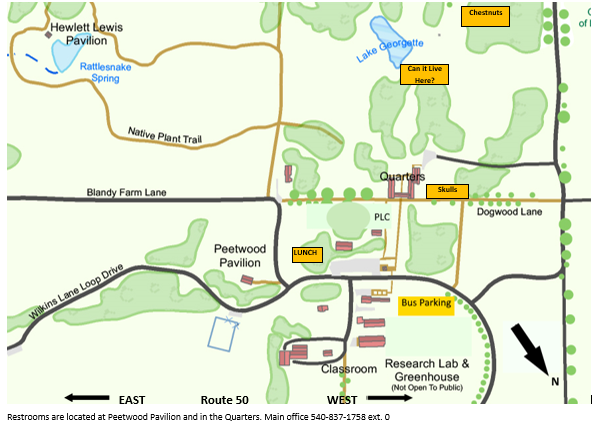 Chestnuts
Hewlett Lewis
Pavilion
Lake Georgette
Rattlesnake
Spring
Can it Live
Here?
Native Plant Trail
Quarters
Blandy Farm Lane
Skulls
Dogwood Lane
PLC
Peetwood
Pavilion
LUNCH
Wilkins Lane Loop Drive
Bus Parking
Classroom
Research Lab &
Greenhouse
(Not Open To Public)
N
EAST Route 50 WEST
Restrooms are located at Peetwood Pavilion and in the Quarters. Main office 540-837-1758 ext. 0